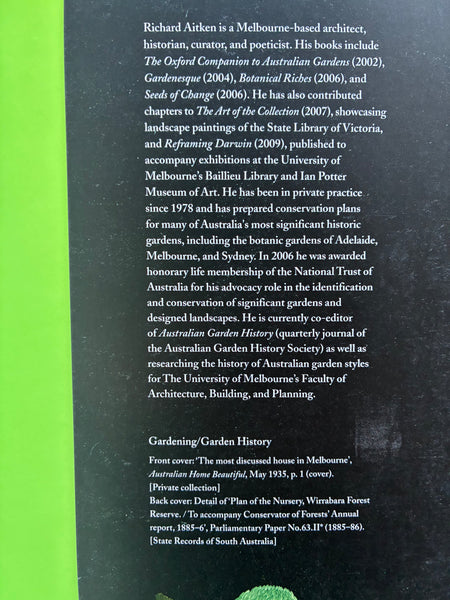 Richard Aitken is a Melbourne-based architect,
historian, curator, and poeticist. His books include
The Oxford Companion to Australian Gardens (2002),
Gardenesque (2004), Botanical Riches (2006), and
Seeds of Change (2006). He has also contributed
chapters to The Art of the Collection (2007), showcasing
landscape paintings of the State Library of Victoria,
and Reframing Darwin (2009), published to
accompany exhibitions at the University of
Melbourne's Baillieu Library and Ian Potter
Museum of Art. He has been in private practice
since 1978 and has prepared conservation plans
for many of Australia's most significant historic
gardens, including the botanic gardens of Adelaide,
Melbourne, and Sydney. In 2006 he was awarded
honorary life membership of the National Trust of
Australia for his advocacy role in the identification
and conservation of significant gardens and
designed landscapes. He is currently co-editor
of Australian Garden History (quarterly journal of
the Australian Garden History Society) as well as
researching the history of Australian garden styles
for The University of Melbourne's Faculty of
Architecture, Building, and Planning.
Gardening/Garden History
Front cover: 'The most discussed house in Melbourne',
Australian Home Beautiful, May 1935, p. 1 (cover).
[Private collection]
Back cover: Detail of 'Plan of the Nursery, Wirrabara Forest
Reserve. / To accompany Conservator of Forests' Annual
report, 1885–6', Parliamentary Paper No.63.II* (1885–86).
[State Records of South Australia]